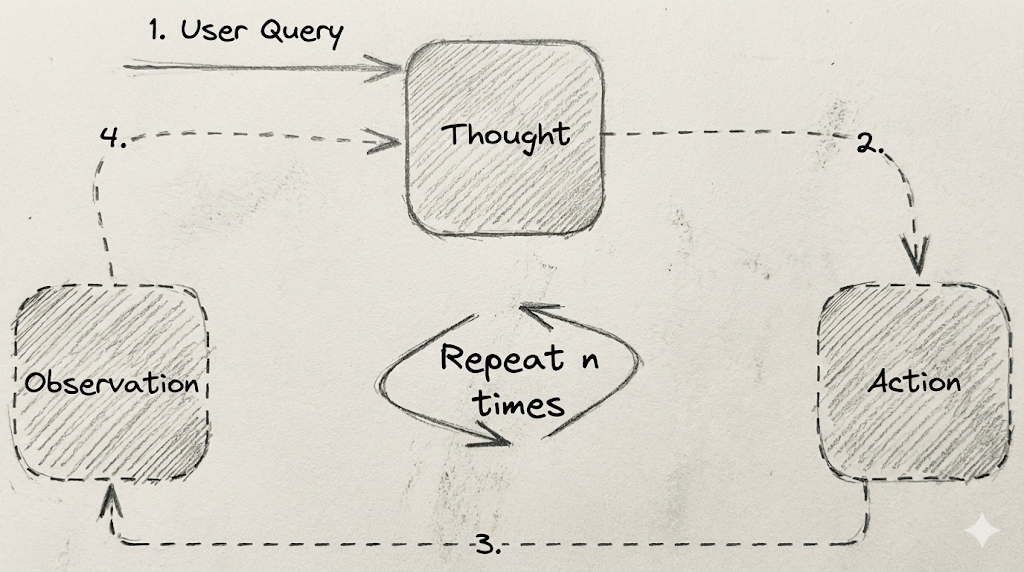 1. User Query
4.
Thought
2.
Observation
Repeat n
times
Action
3.